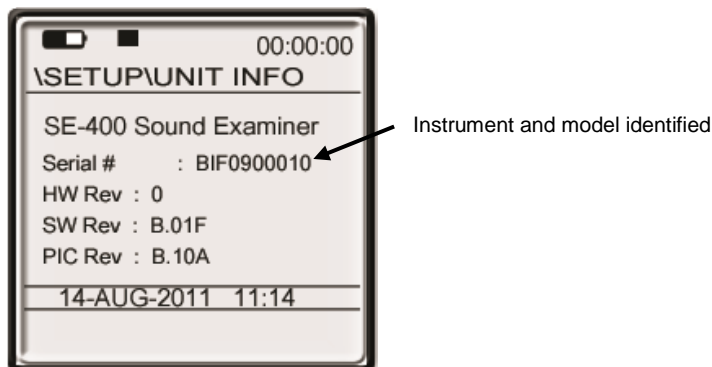 00:00:00
\SETUP\UNIT INFO
SE-400 Sound Examiner
Instrument and model identified
Serial # : BIF0900010
HW Rev : 0
SW Rev : B.01F
PIC Rev : B.10A
14-AUG-2011 11:14